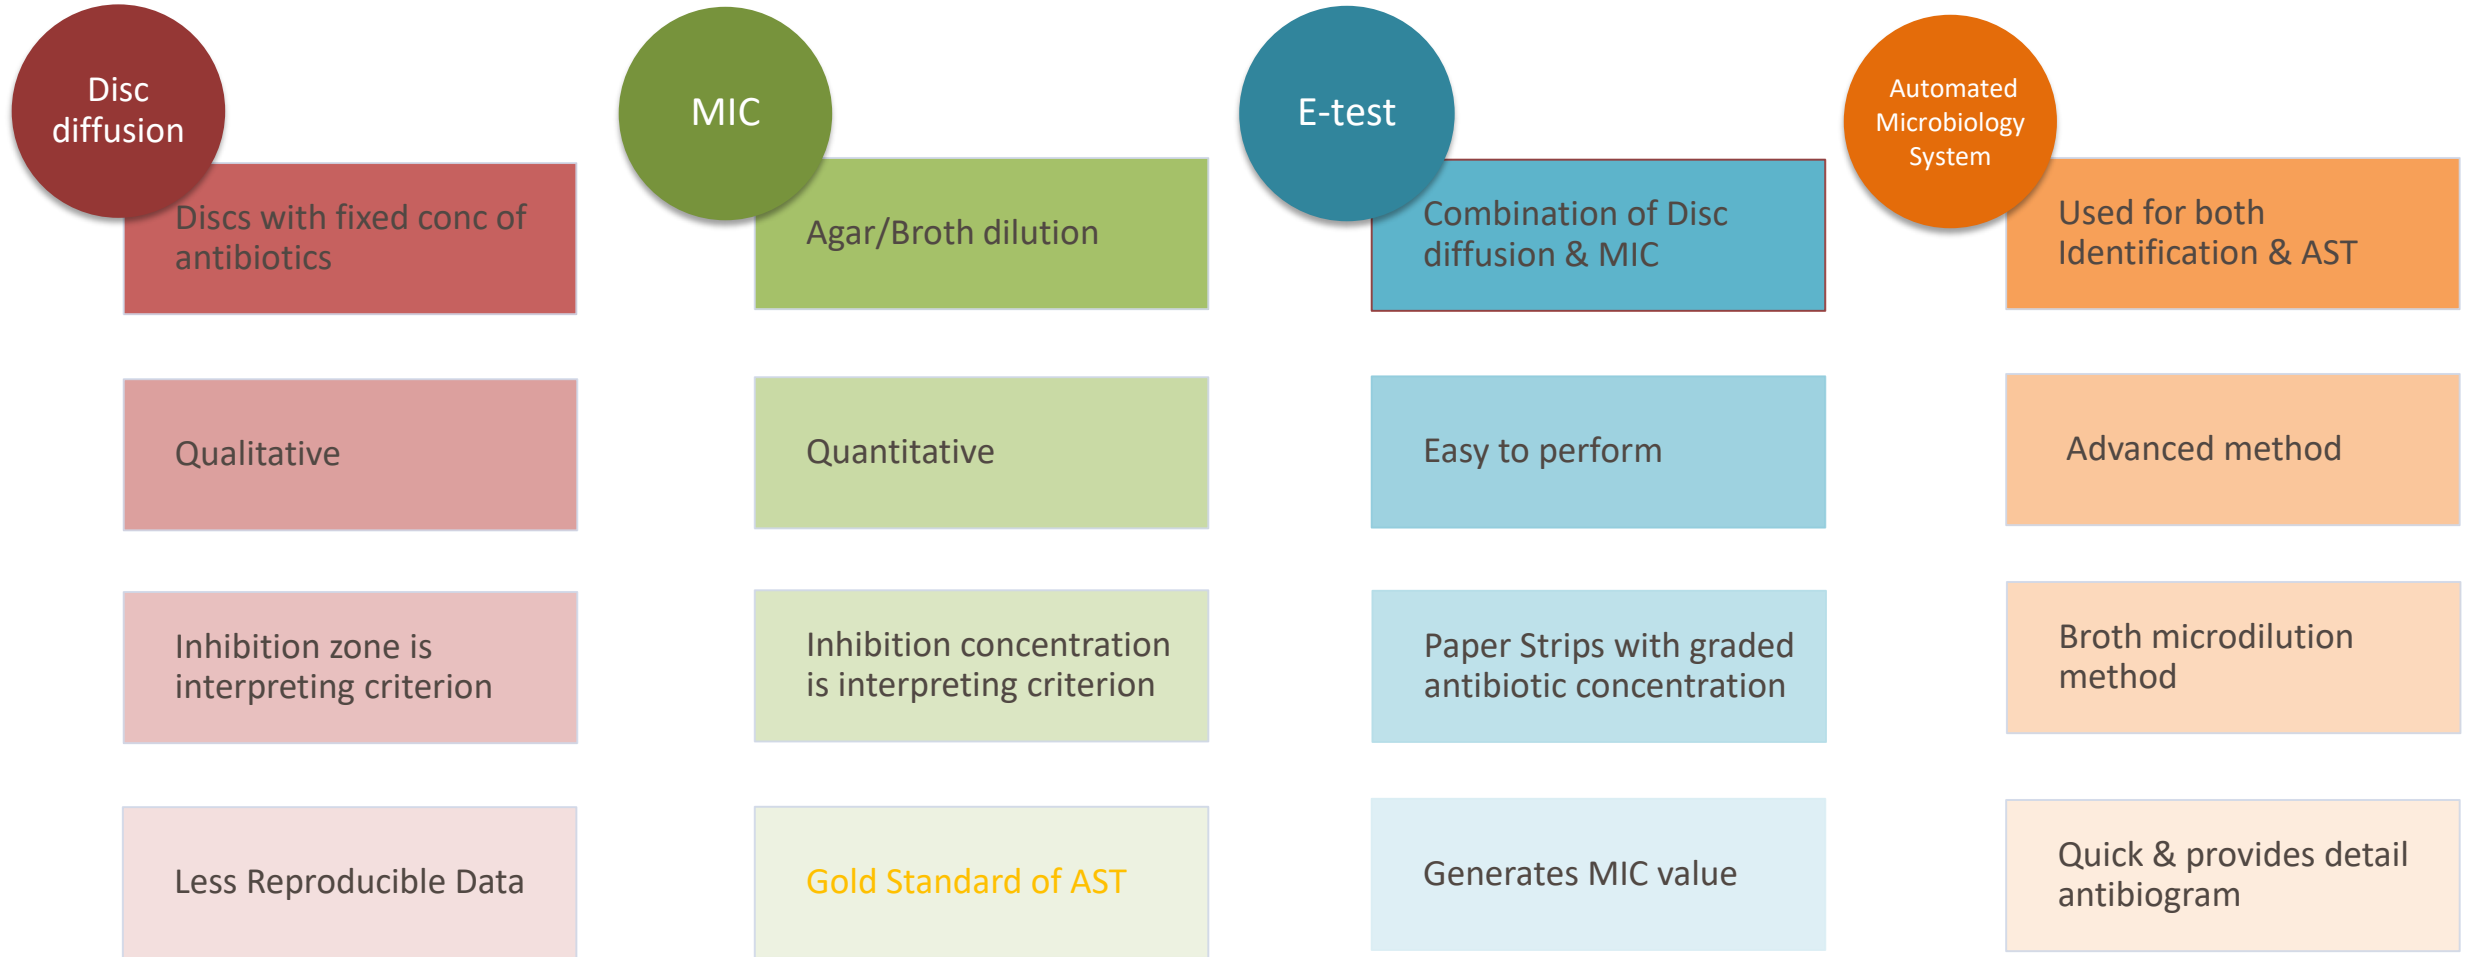 Disc
diffusion
Discs with fixed conc of
antibiotics
Qualitative
Inhibition zone is
interpreting criterion
Less Reproducible Data
MIC
Agar/Broth dilution
Quantitative
Inhibition concentration
is interpreting criterion
Gold Standard of AST
E-test
Combination of Disc
diffusion & MIC
Easy to perform
Paper Strips with graded
antibiotic concentration
Generates MIC value
Automated
Microbiology
System
Used for both
Identification & AST
Advanced method
Broth microdilution
method
Quick & provides detail
antibiogram